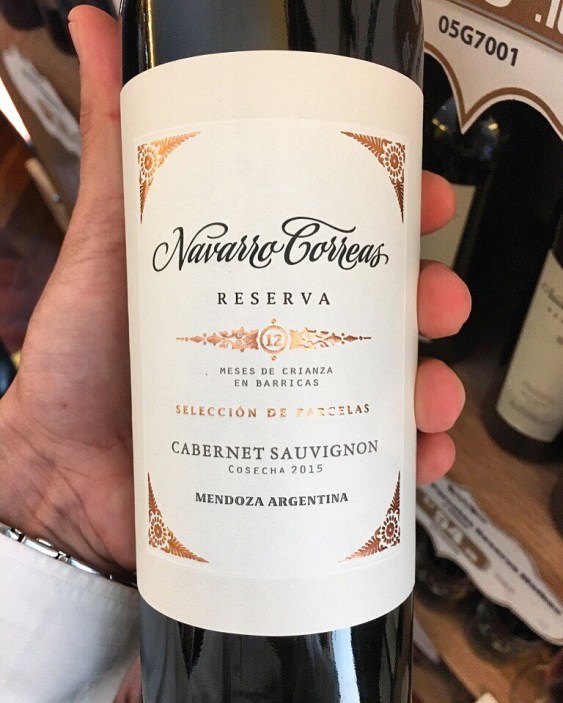 05G7001
Navarro Correas
RESERVA
12
MESES DE CRIANZA
EN BARRICAS
SELECCIÓN DE PARCELAS
CABERNET SAUVIGNON
COSECHA 2015
MENDOZA ARGENTINA